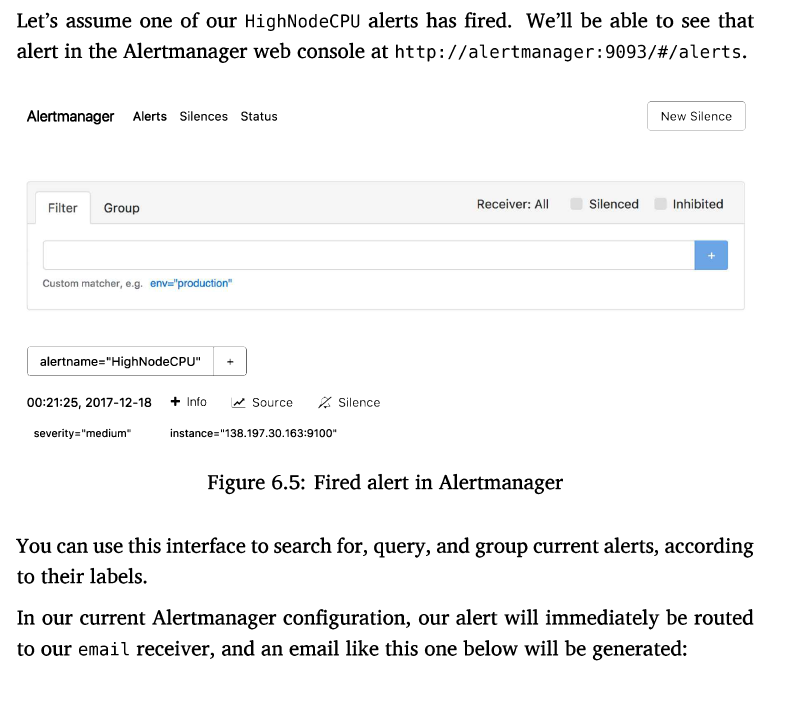 Let’s assume one of our HighNodeCPU alerts has fired. We’ll be able to see that
alert in the Alertmanager web console at http://alertmanager:9093/#/alerts.
Alertmanager Alerts Silences Status New Silence
Filter Group Receiver: All Silenced Inhibited
+
Custom matcher, e.g. env="production"
alertname="HighNodeCPU" +
00:21:25, 2017-12-18 + Info Source Silence
severity="medium" instance="138.197.30.163:9100"
Figure 6.5: Fired alert in Alertmanager
You can use this interface to search for, query, and group current alerts, according
to their labels.
In our current Alertmanager configuration, our alert will immediately be routed
to our email receiver, and an email like this one below will be generated: